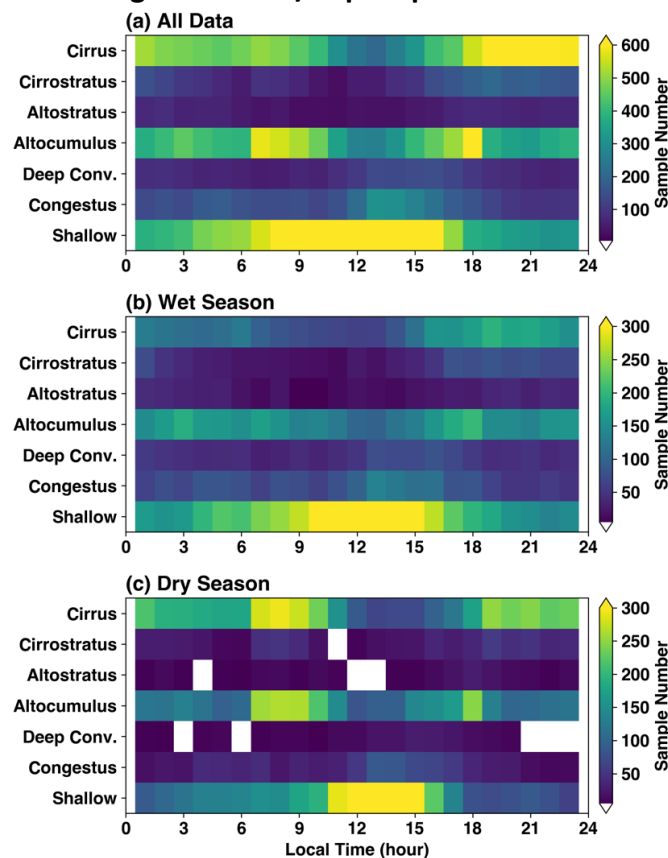 (a) All Data
Cirrus
Cirrostratus
Altostratus
Altocumulus
Deep Conv.
Congestus
Shallow
0 3 6 9 12 15 18 21 24
600
500
400
300
200
100
Sample Number
(b) Wet Season
Cirrus
Cirrostratus
Altostratus
Altocumulus
Deep Conv.
Congestus
Shallow
0 3 6 9 12 15 18 21 24
300
250
200
150
100
50
Sample Number
(c) Dry Season
Cirrus
Cirrostratus
Altostratus
Altocumulus
Deep Conv.
Congestus
Shallow
0 3 6 9 12 15 18 21 24
Local Time (hour)
300
250
200
150
100
50
Sample Number